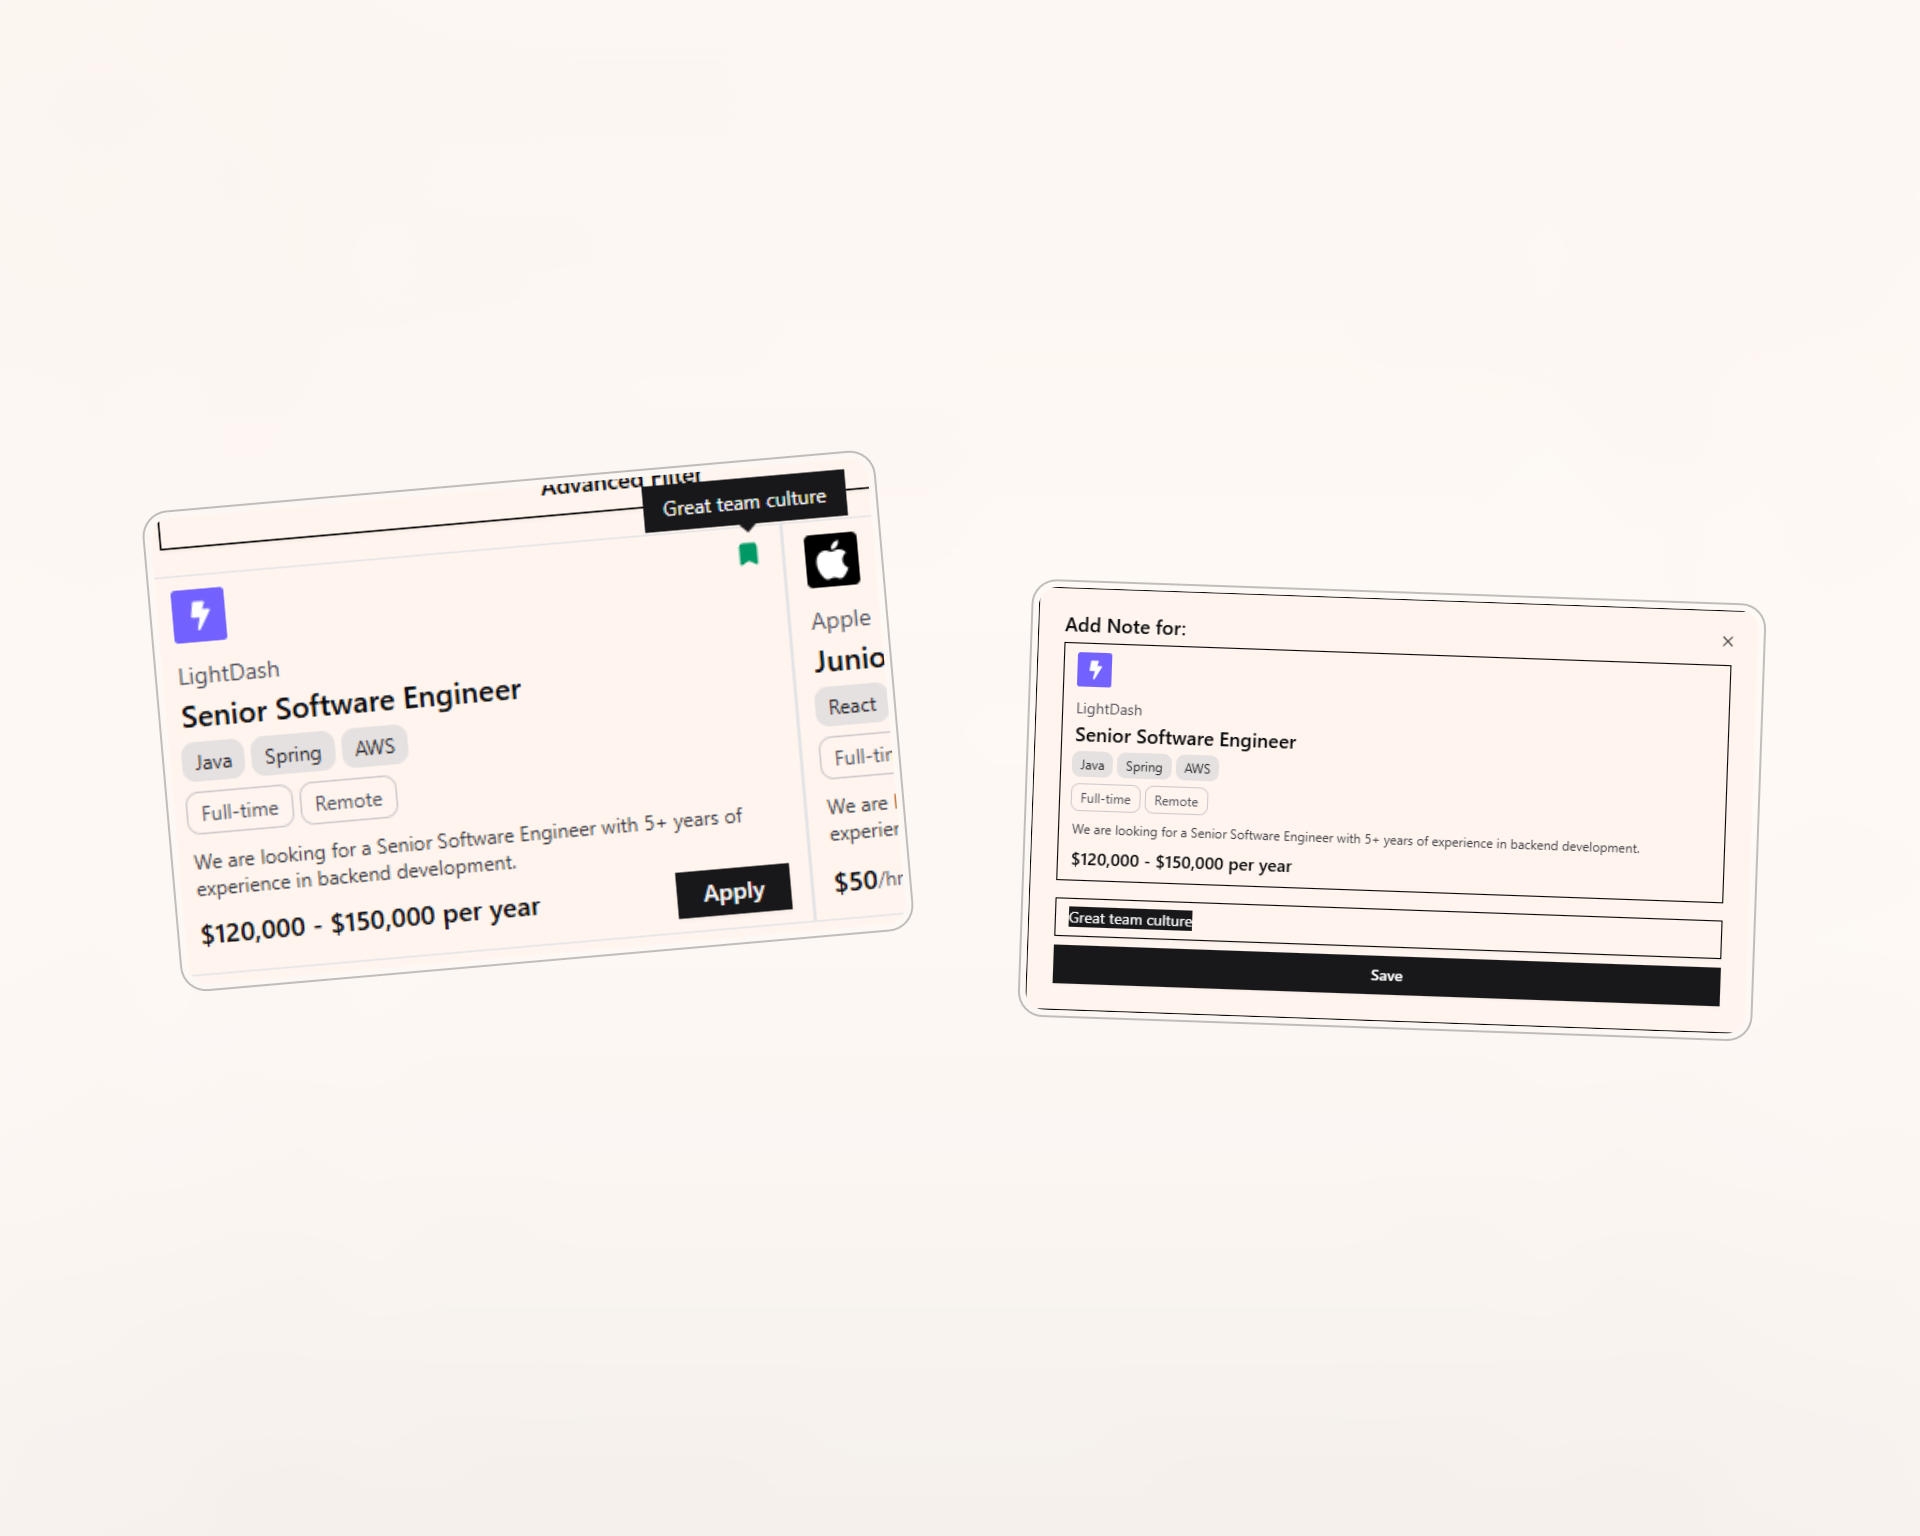 Advanced Filter
Great team culture
LightDash
Senior Software Engineer
Java Spring AWS
Full-time Remote
We are looking for a Senior Software Engineer with 5+ years of
experience in backend development.
$120,000 - $150,000 per year
Apply
Apple
Junio
React
Full-tir
We are l
experier
$50/hr
Add Note for:
LightDash
Senior Software Engineer
Java Spring AWS
Full-time Remote
We are looking for a Senior Software Engineer with 5+ years of experience in backend development.
$120,000 - $150,000 per year
Great team culture
Save